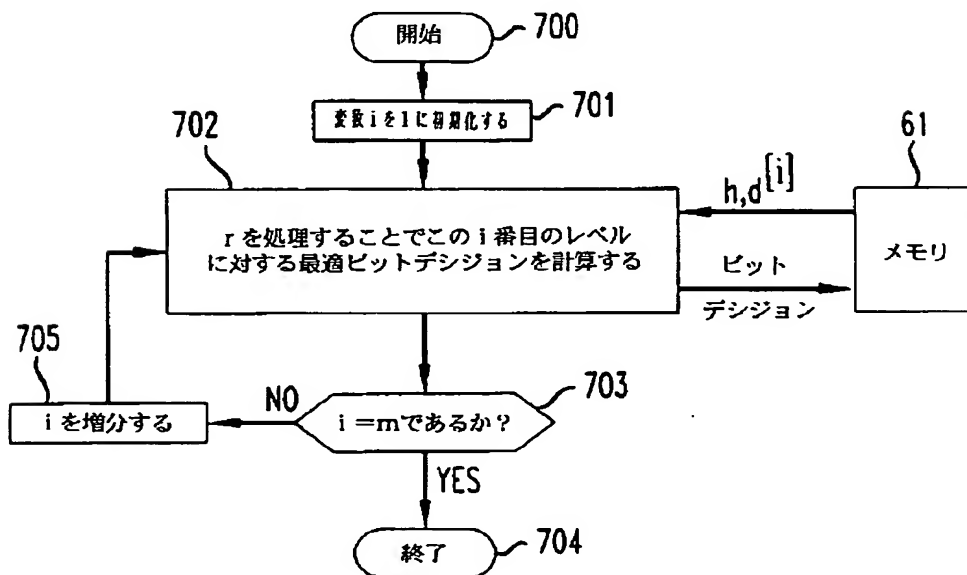 開始
700
変数iを1に初期化する
701
702
61
rを処理することでこのi番目のレベル
に対する最適ビットデシジョンを計算する
h,d[i]
メモリ
ビット
デシジョン
705
iを増分する
NO
i=mであるか?
703
YES
終了
704